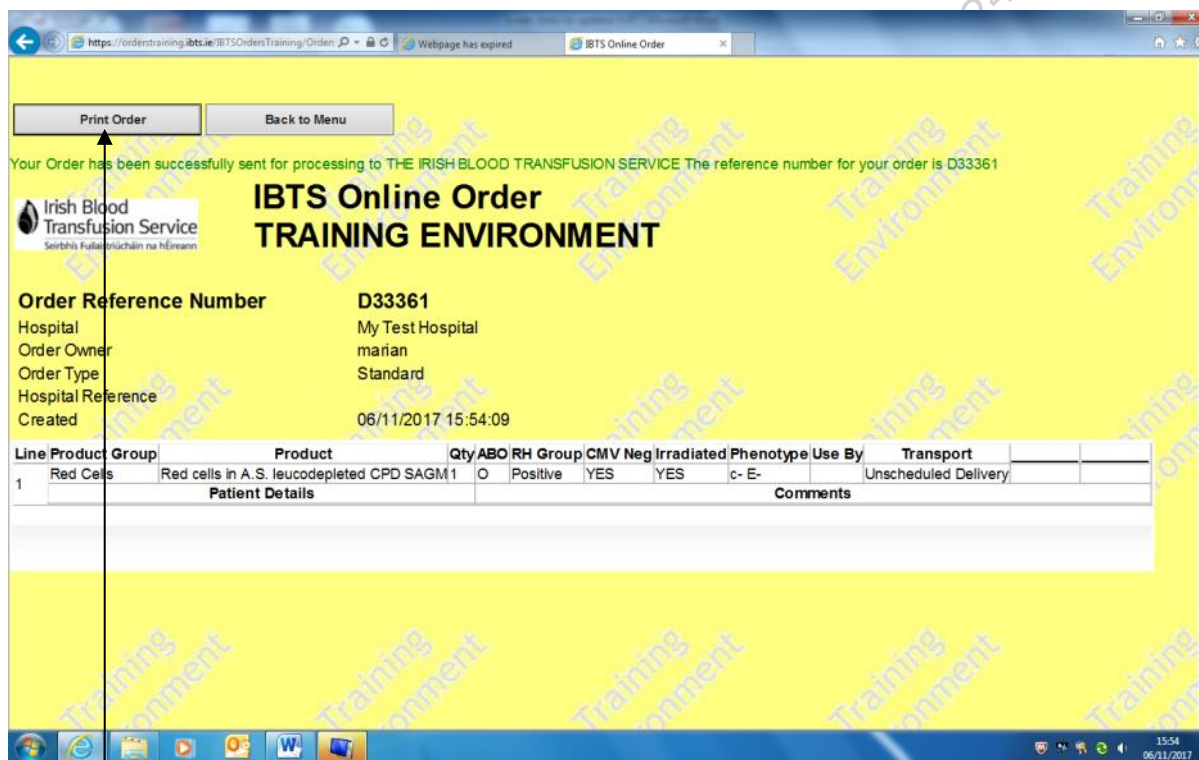 https://orderstraining.ibts.ie/IBTSOrdersTraining/Orders
Webpage has expired
IBTS Online Order
Print Order
Back to Menu
Your Order has been successfully sent for processing to THE IRISH BLOOD TRANSFUSION SERVICE The reference number for your order is D33361
Irish Blood
Transfusion Service
Seirbhís Fuilaistriúcháin na hÉireann
IBTS Online Order
TRAINING ENVIRONMENT
Order Reference Number D33361
Hospital My Test Hospital
Order Owner marian
Order Type Standard
Hospital Reference
Created 06/11/2017 15:54:09
Line Product Group Product Qty ABO RH Group CMV Neg Irradiated Phenotype Use By Transport
1 Red Cells Red cells in A.S. leucodepleted CPD SAGM 1 O Positive YES YES c- E- Unscheduled Delivery
Patient Details Comments
Training Environment
15:54
06/11/2017